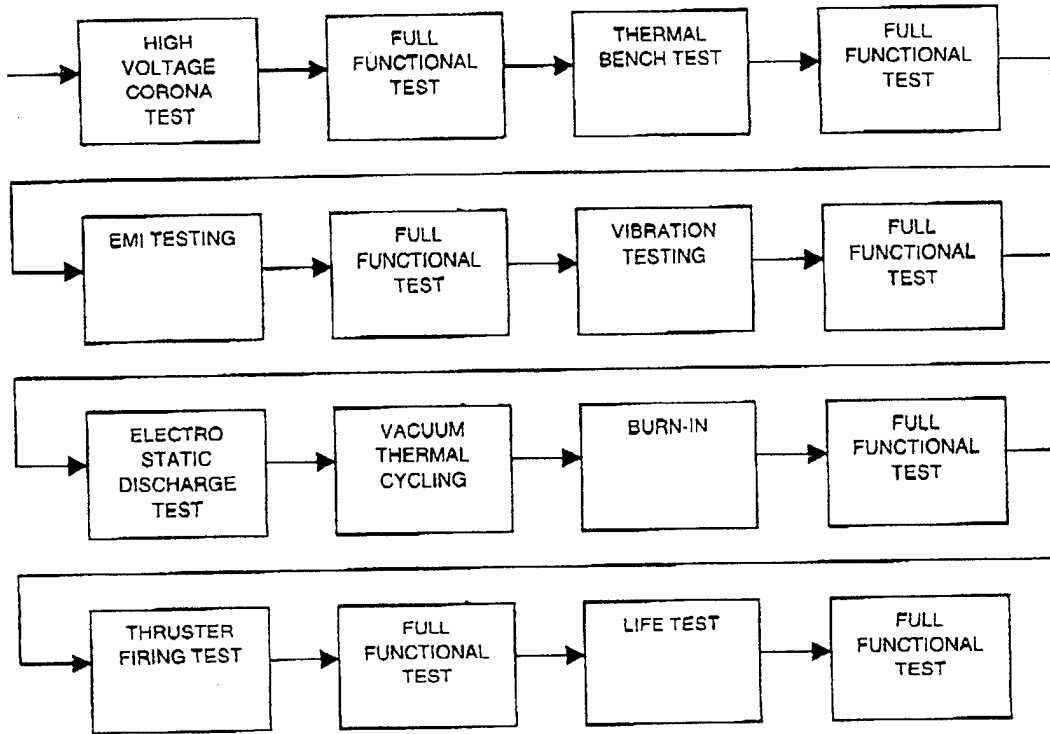 HIGH
VOLTAGE
CORONA
TEST
FULL
FUNCTIONAL
TEST
THERMAL
BENCH TEST
FULL
FUNCTIONAL
TEST
EMI TESTING
FULL
FUNCTIONAL
TEST
VIBRATION
TESTING
FULL
FUNCTIONAL
TEST
ELECTRO
STATIC
DISCHARGE
TEST
VACUUM
THERMAL
CYCLING
BURN-IN
FULL
FUNCTIONAL
TEST
THRUSTER
FIRING TEST
FULL
FUNCTIONAL
TEST
LIFE TEST
FULL
FUNCTIONAL
TEST